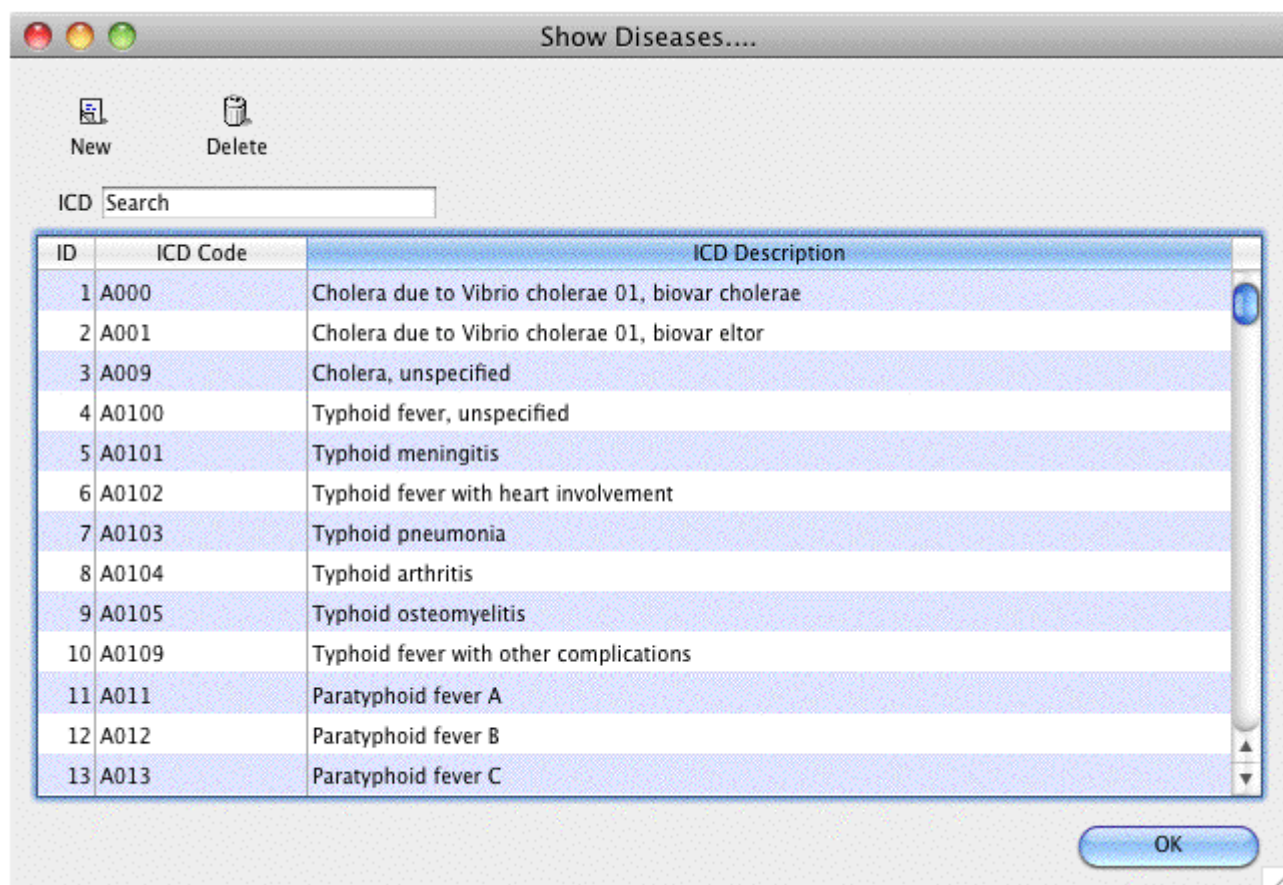 Show Diseases....
New Delete
ICD Search
ID ICD Code ICD Description
1 A000 Cholera due to Vibrio cholerae 01, biovar cholerae
2 A001 Cholera due to Vibrio cholerae 01, biovar eltor
3 A009 Cholera, unspecified
4 A0100 Typhoid fever, unspecified
5 A0101 Typhoid meningitis
6 A0102 Typhoid fever with heart involvement
7 A0103 Typhoid pneumonia
8 A0104 Typhoid arthritis
9 A0105 Typhoid osteomyelitis
10 A0109 Typhoid fever with other complications
11 A011 Paratyphoid fever A
12 A012 Paratyphoid fever B
13 A013 Paratyphoid fever C
OK